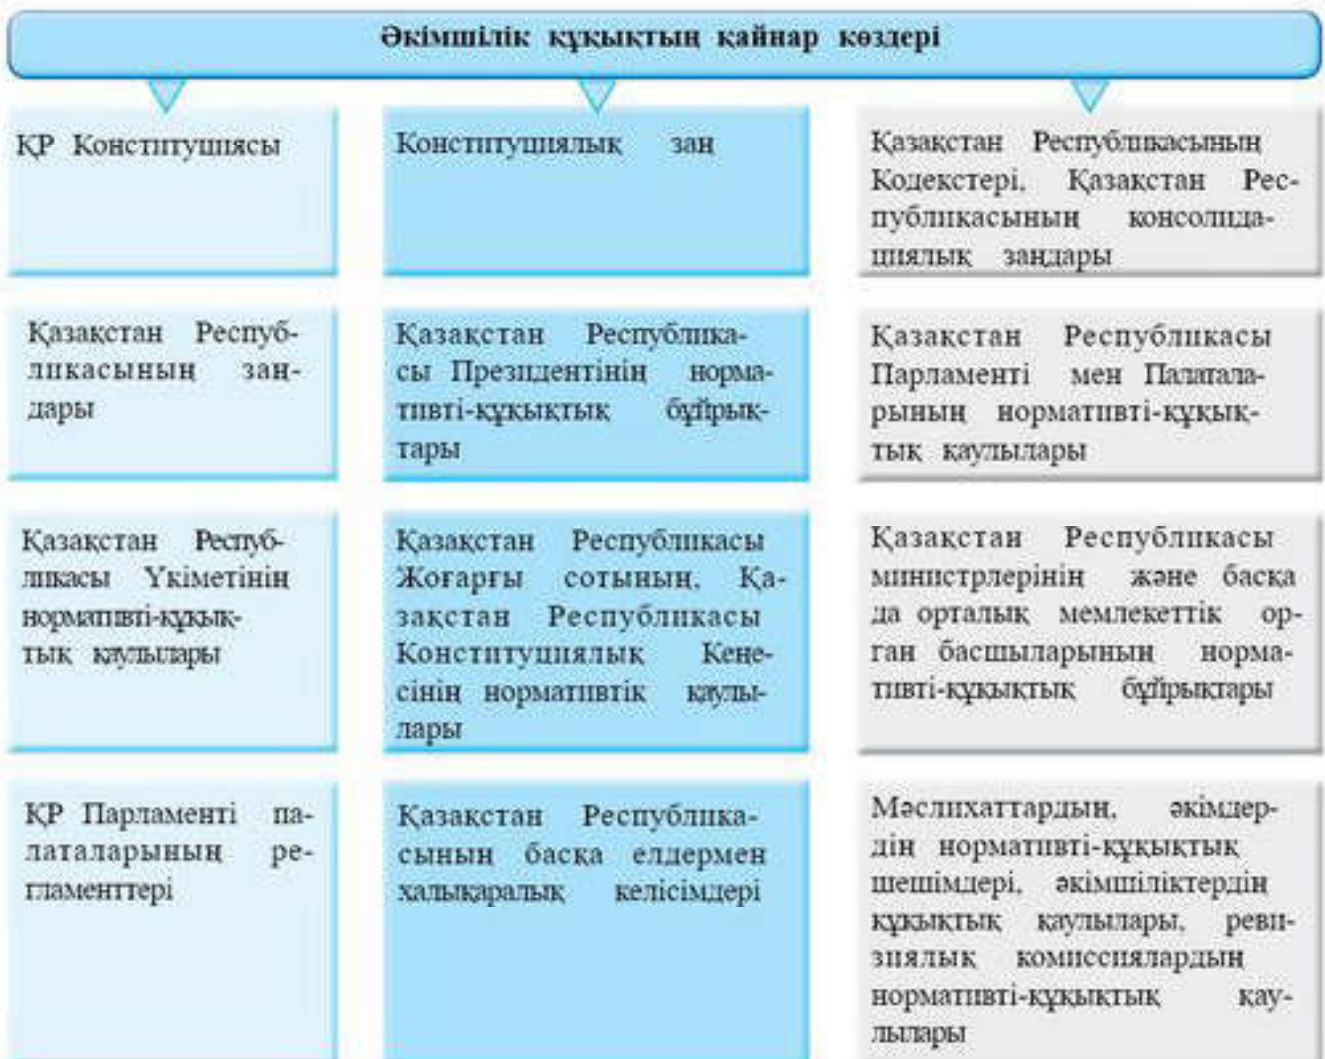 Әкімшілік құқықтың қайнар көздері
ҚР Конституциясы
Конституциялық заң
Қазақстан Республикасының
Кодекстері, Қазақстан Рес-
публикасының консолида-
циялық заңдары
Қазақстан Респуб-
ликасының заң-
дары
Қазақстан Республика-
сы Президентінің норма-
тивті-құқықтық бұйрық-
тары
Қазақстан Республикасы
Парламенті мен Палатала-
рының нормативті-құқық-
тық қаулылары
Қазақстан Респуб-
ликасы Үкіметінің
нормативті-құқық-
тық қаулылары
Қазақстан Республикасы
Жоғарғы сотының, Қа-
зақстан Республикасы
Конституциялық Кеңе-
сінің нормативтік қаулы-
лары
Қазақстан Республикасы
министрлерінің және басқа
да орталық мемлекеттік ор-
ган басшыларының норма-
тивті-құқықтық бұйрықтары
ҚР Парламенті па-
латаларының ре-
гламенттері
Қазақстан Республика-
сының басқа елдермен
халықаралық келісімдері
Мәслихаттардың, әкімдер-
дің нормативті-құқықтық
шешімдері, әкімшіліктердің
құқықтық қаулылары, реви-
зиялық комиссиялардың
нормативті-құқықтық қау-
лылары